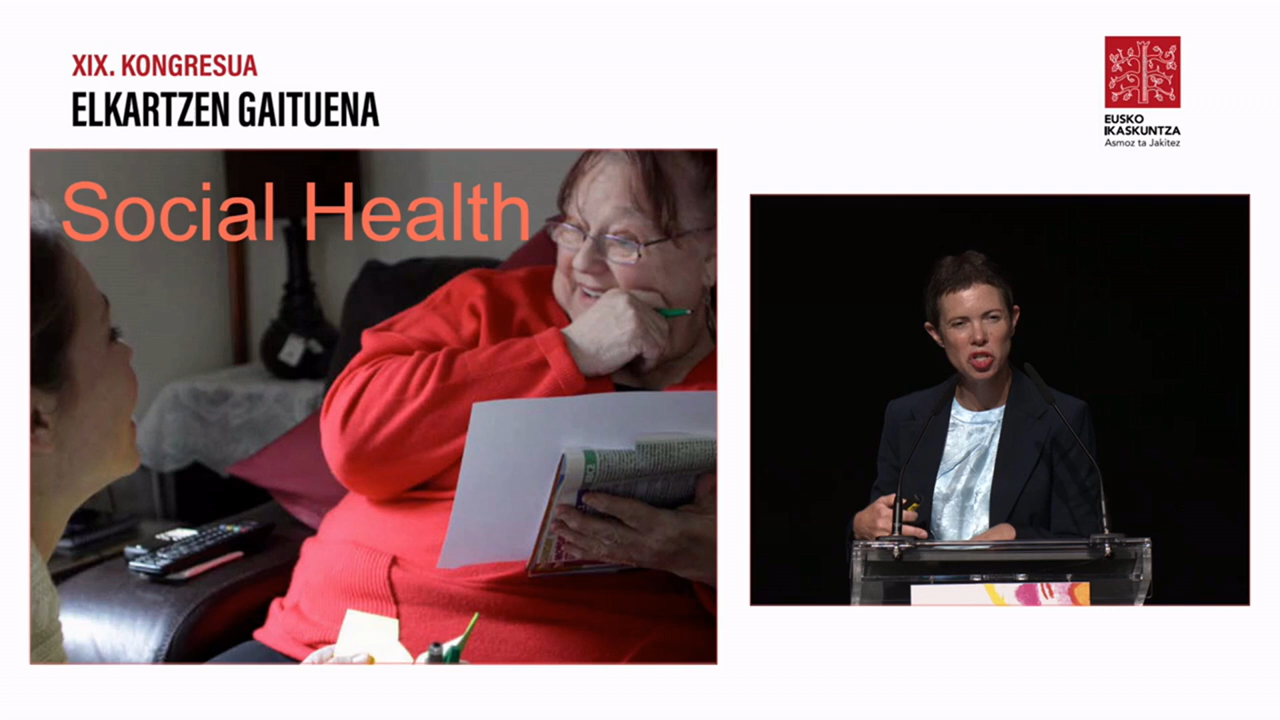 XIX. KONGRESUA
ELKARTZEN GAITUENA
EUSKO
IKASKUNTZA
Asmoz ta Jakitez
Social Health